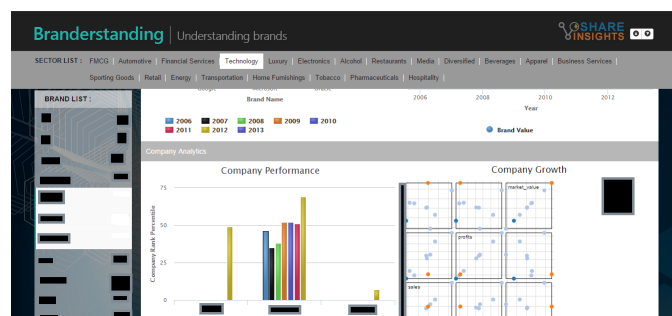 Branderstanding | Understanding brands
SHARE
INSIGHTS
SECTOR LIST : FMCG | Automotive | Financial Services | Technology | Luxury | Electronics | Alcohol | Restaurants | Media | Diversified | Beverages | Apparel | Business Services |
Sporting Goods | Retail | Energy | Transportation | Home Furnishings | Tobacco | Pharmaceuticals | Hospitality |
BRAND LIST :
Brand Name
2006 2008 2010 2012
Year
2006 2007 2008 2009 2010
2011 2012 2013
Brand Value
Company Analytics
Company Performance
Company Growth
75
50
25
0
Company Rank Percentile
market_value
profits
sales